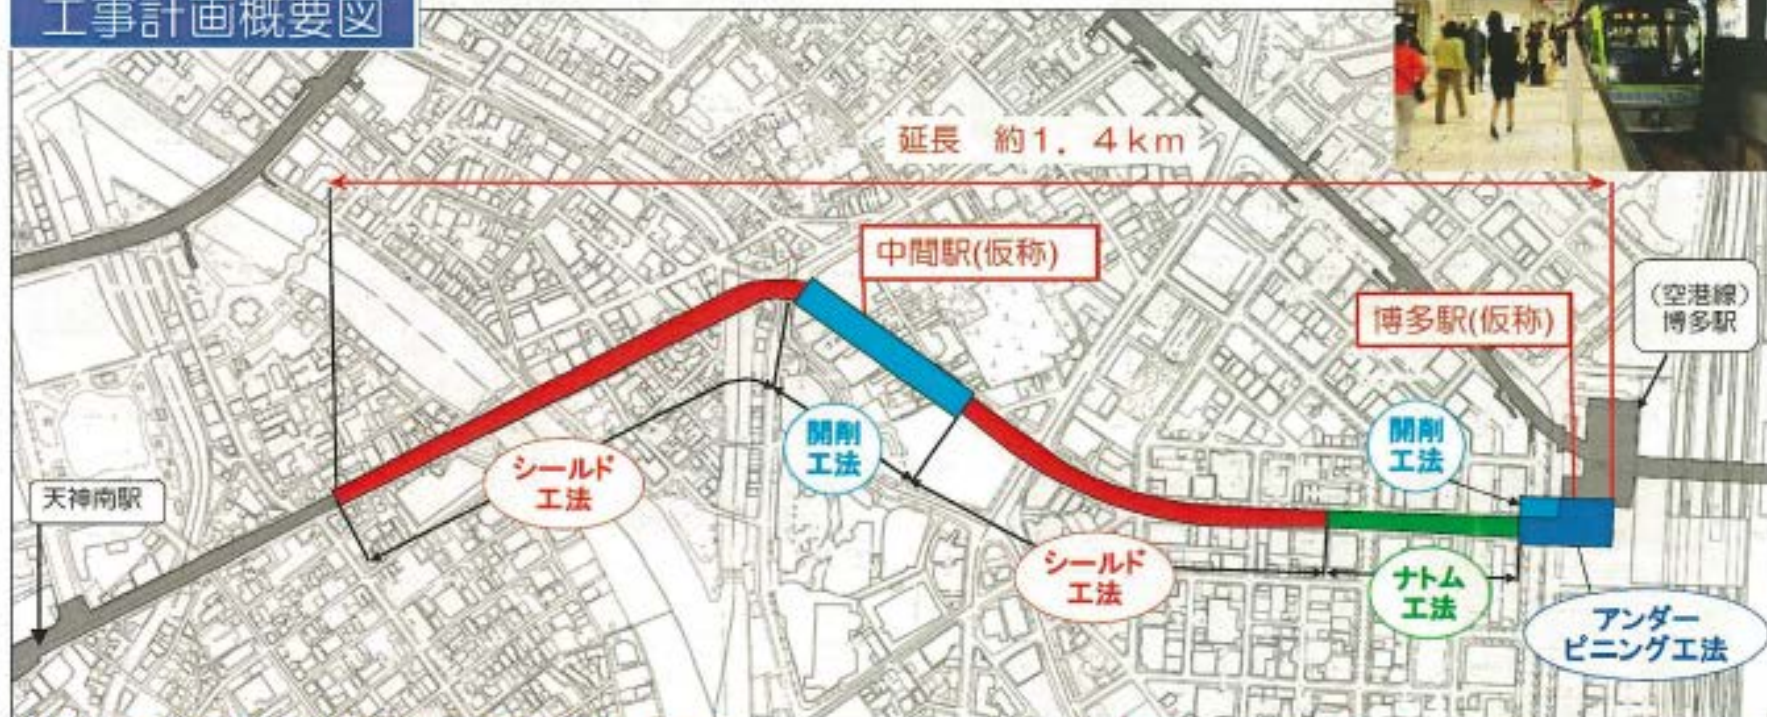 工事計画概要図
延長 約1.4km
中間駅(仮称)
(空港線)
博多駅
博多駅(仮称)
開削
工法
開削
工法
シールド
工法
天神南駅
シールド
工法
ナトム
工法
アンダー
ピニング工法